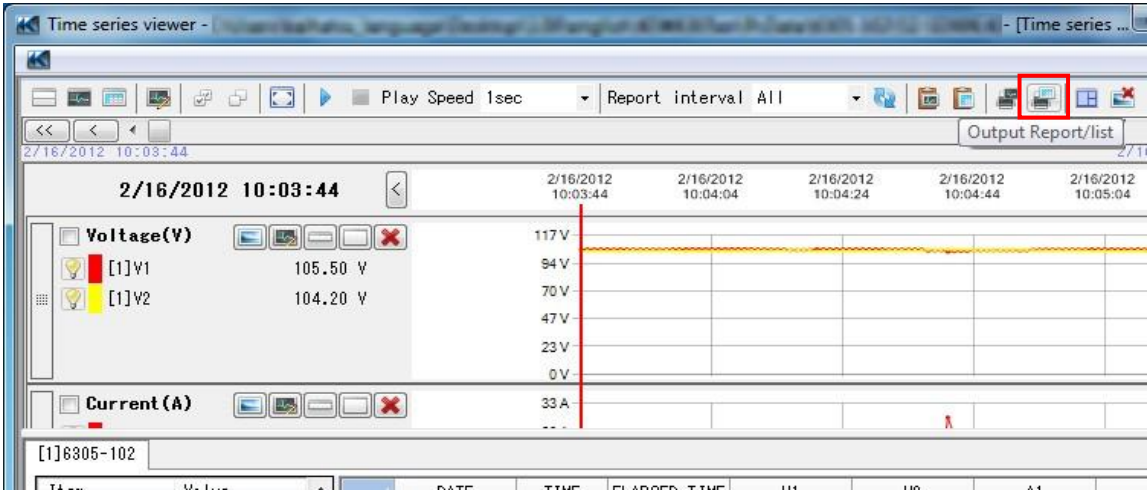 Time series viewer - - [Time series ...
Play Speed 1sec Report interval All
<< < Output Report/list
2/16/2012 10:03:44
2/16/2012 10:03:44 <
2/16/2012 2/16/2012 2/16/2012 2/16/2012 2/16/2012
10:03:44 10:04:04 10:04:24 10:04:44 10:05:04
Voltage(V) 117 V
[1]V1 105.50 V 94 V
[1]V2 104.20 V 70 V
47 V
23 V
0 V
Current(A) 33 A
[1]6305-102
DATE TIME ELAPSED TIME